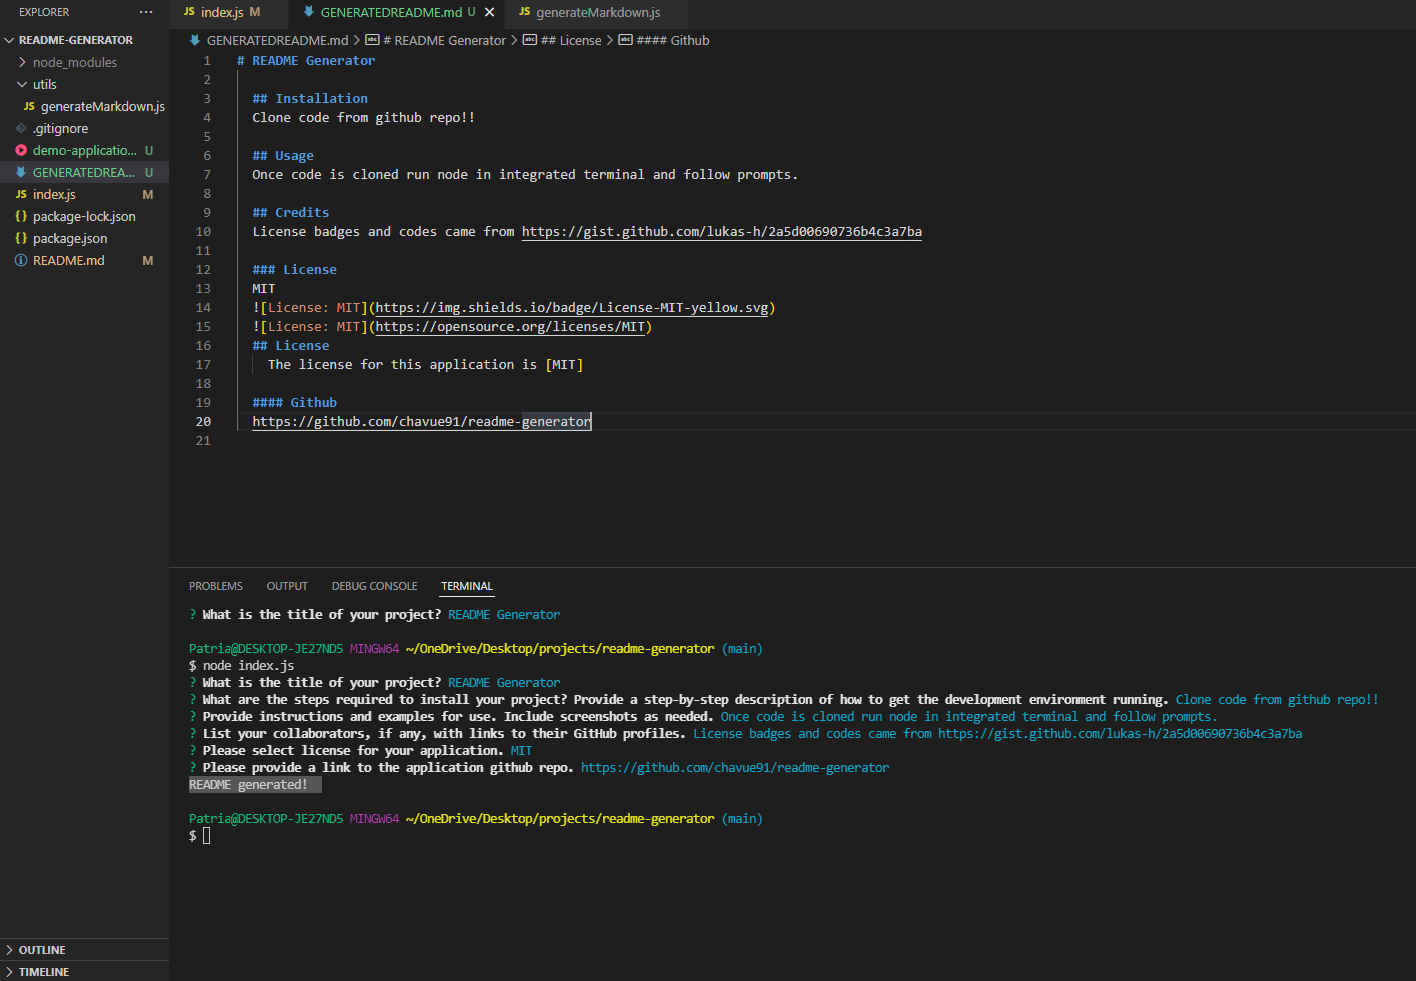 EXPLORER ···
README-GENERATOR
node_modules
utils
JS generateMarkdown.js
.gitignore
demo-applicatio... U
GENERATEDREA... U
JS index.js M
{} package-lock.json
{} package.json
README.md M
OUTLINE
TIMELINE
JS index.js M
GENERATEDREADME.md U
JS generateMarkdown.js
GENERATEDREADME.md > # README Generator > ## License > #### Github
1 # README Generator
2
3 ## Installation
4 Clone code from github repo!!
5
6 ## Usage
7 Once code is cloned run node in integrated terminal and follow prompts.
8
9 ## Credits
10 License badges and codes came from https://gist.github.com/lukas-h/2a5d00690736b4c3a7ba
11
12 ### License
13 MIT
14 ![License: MIT](https://img.shields.io/badge/License-MIT-yellow.svg)
15 ![License: MIT](https://opensource.org/licenses/MIT)
16 ## License
17 The license for this application is [MIT]
18
19 #### Github
20 https://github.com/chavue91/readme-generator
21
PROBLEMS OUTPUT DEBUG CONSOLE TERMINAL
? What is the title of your project? README Generator
Patria@DESKTOP-JE27ND5 MINGW64 ~/OneDrive/Desktop/projects/readme-generator (main)
$ node index.js
? What is the title of your project? README Generator
? What are the steps required to install your project? Provide a step-by-step description of how to get the development environment running. Clone code from github repo!!
? Provide instructions and examples for use. Include screenshots as needed. Once code is cloned run node in integrated terminal and follow prompts.
? List your collaborators, if any, with links to their GitHub profiles. License badges and codes came from https://gist.github.com/lukas-h/2a5d00690736b4c3a7ba
? Please select license for your application. MIT
? Please provide a link to the application github repo. https://github.com/chavue91/readme-generator
README generated!
Patria@DESKTOP-JE27ND5 MINGW64 ~/OneDrive/Desktop/projects/readme-generator (main)
$